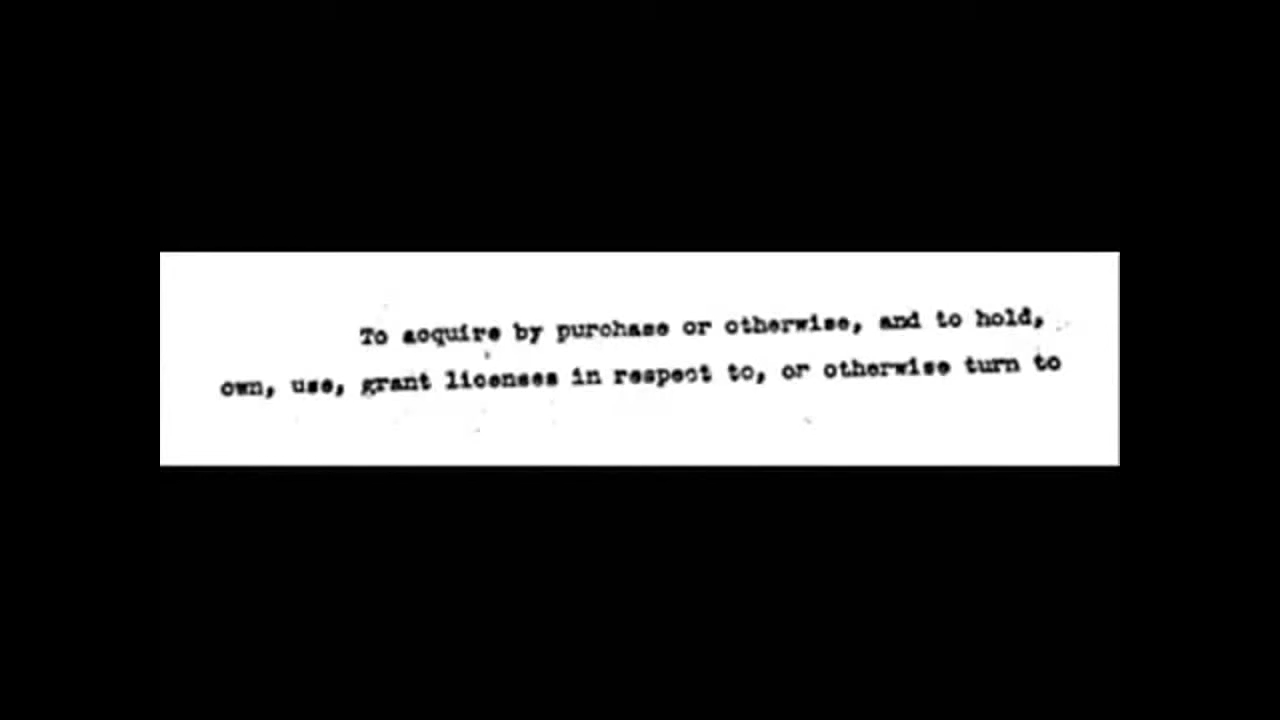 To acquire by purchase or otherwise, and to hold,
own, use, grant licenses in respect to, or otherwise turn to